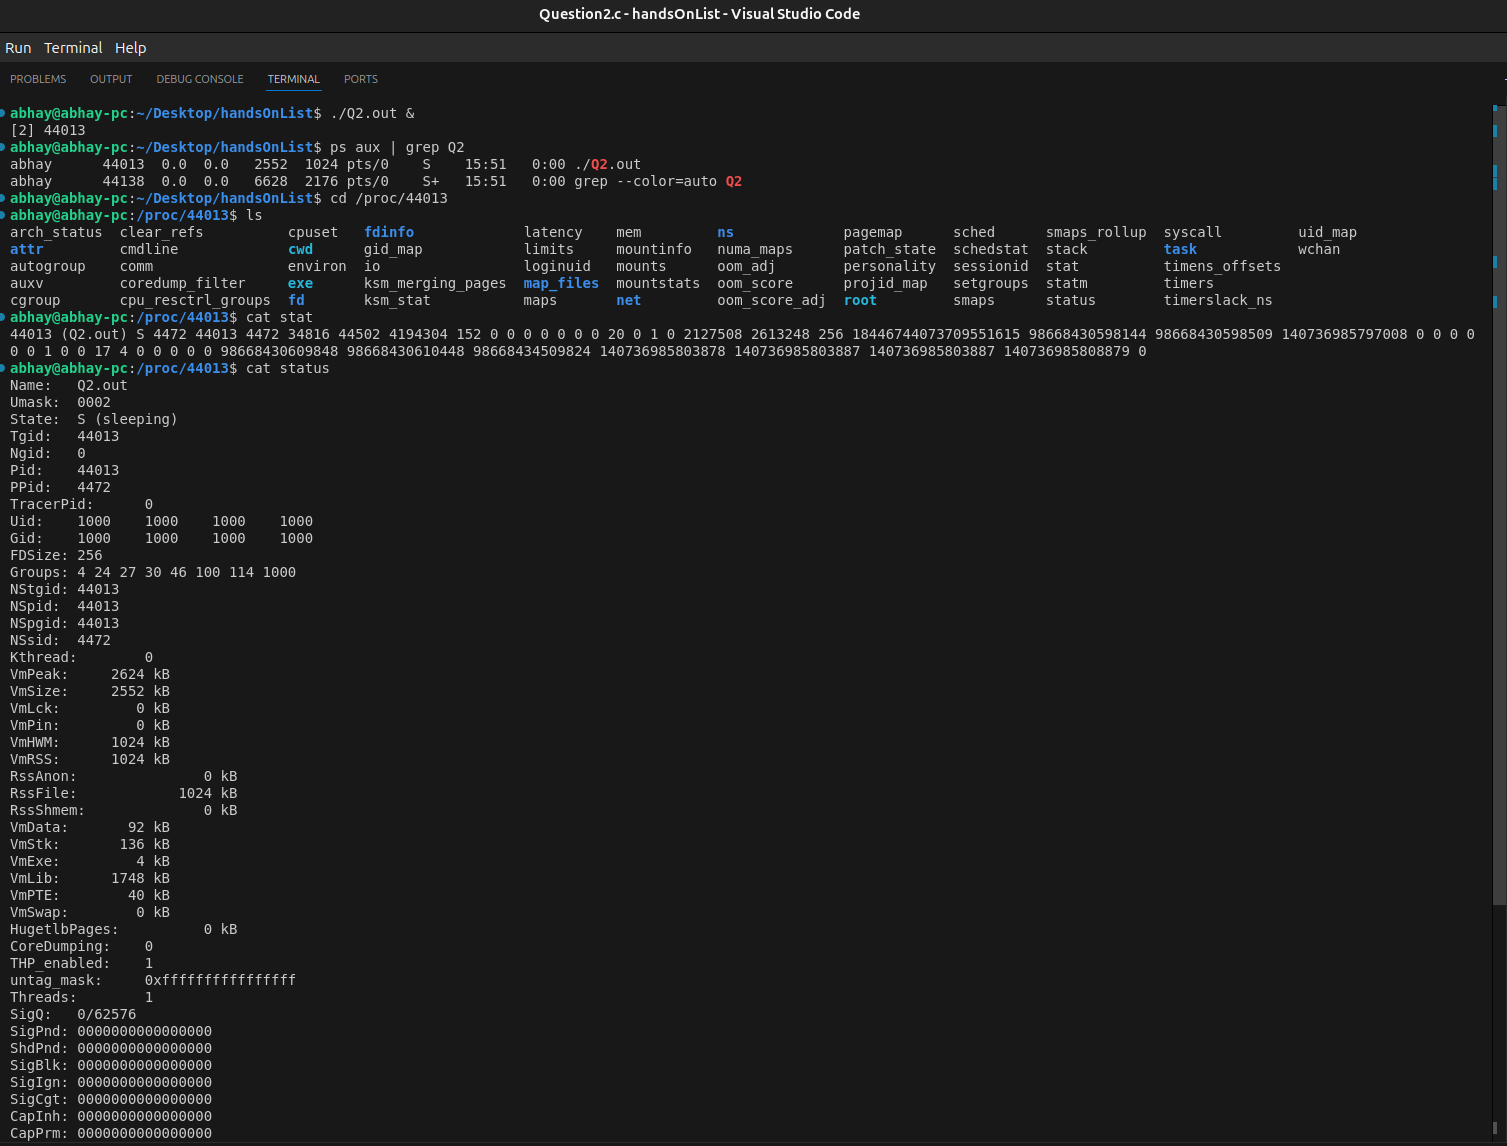 Question2.c - handsOnList - Visual Studio Code
Run Terminal Help
PROBLEMS OUTPUT DEBUG CONSOLE TERMINAL PORTS
abhay@abhay-pc:~/Desktop/handsOnList$ ./Q2.out &
[2] 44013
abhay@abhay-pc:~/Desktop/handsOnList$ ps aux | grep Q2
abhay 44013 0.0 0.0 2552 1024 pts/0 S 15:51 0:00 ./Q2.out
abhay 44138 0.0 0.0 6628 2176 pts/0 S+ 15:51 0:00 grep --color=auto Q2
abhay@abhay-pc:~/Desktop/handsOnList$ cd /proc/44013
abhay@abhay-pc:/proc/44013$ ls
arch_status clear_refs cpuset fdinfo latency mem ns pagemap sched smaps_rollup syscall uid_map
attr cmdline cwd gid_map limits mountinfo numa_maps patch_state schedstat stack task wchan
autogroup comm environ io loginuid mounts oom_adj personality sessionid stat timens_offsets
auxv coredump_filter exe ksm_merging_pages map_files mountstats oom_score projid_map setgroups statm timers
cgroup cpu_resctrl_groups fd ksm_stat maps net oom_score_adj root smaps status timerslack_ns
abhay@abhay-pc:/proc/44013$ cat stat
44013 (Q2.out) S 4472 44013 4472 34816 44502 4194304 152 0 0 0 0 0 0 0 20 0 1 0 2127508 2613248 256 18446744073709551615 98668430598144 98668430598509 140736985797008 0 0 0 0
0 0 1 0 0 17 4 0 0 0 0 0 98668430609848 98668430610448 98668434509824 140736985803878 140736985803887 140736985803887 140736985808879 0
abhay@abhay-pc:/proc/44013$ cat status
Name: Q2.out
Umask: 0002
State: S (sleeping)
Tgid: 44013
Ngid: 0
Pid: 44013
PPid: 4472
TracerPid: 0
Uid: 1000 1000 1000 1000
Gid: 1000 1000 1000 1000
FDSize: 256
Groups: 4 24 27 30 46 100 114 1000
NStgid: 44013
NSpid: 44013
NSpgid: 44013
NSsid: 4472
Kthread: 0
VmPeak: 2624 kB
VmSize: 2552 kB
VmLck: 0 kB
VmPin: 0 kB
VmHWM: 1024 kB
VmRSS: 1024 kB
RssAnon: 0 kB
RssFile: 1024 kB
RssShmem: 0 kB
VmData: 92 kB
VmStk: 136 kB
VmExe: 4 kB
VmLib: 1748 kB
VmPTE: 40 kB
VmSwap: 0 kB
HugetlbPages: 0 kB
CoreDumping: 0
THP_enabled: 1
untag_mask: 0xffffffffffffffff
Threads: 1
SigQ: 0/62576
SigPnd: 0000000000000000
ShdPnd: 0000000000000000
SigBlk: 0000000000000000
SigIgn: 0000000000000000
SigCgt: 0000000000000000
CapInh: 0000000000000000
CapPrm: 0000000000000000